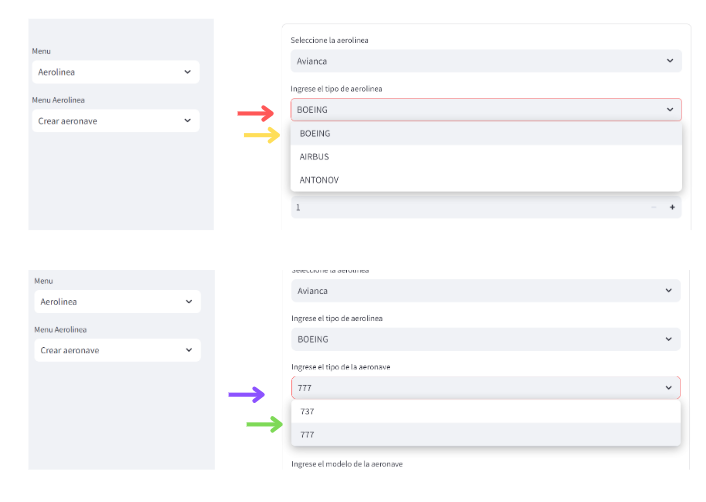 Menu
Aerolinea
Menu Aerolinea
Crear aeronave
Seleccione la aerolinea
Avianca
Ingrese el tipo de aerolinea
BOEING
BOEING
AIRBUS
ANTONOV
1
- +
Menu
Aerolinea
Menu Aerolinea
Crear aeronave
Seleccione la aerolinea
Avianca
Ingrese el tipo de aerolinea
BOEING
Ingrese el tipo de la aeronave
777
737
777
Ingrese el modelo de la aeronave